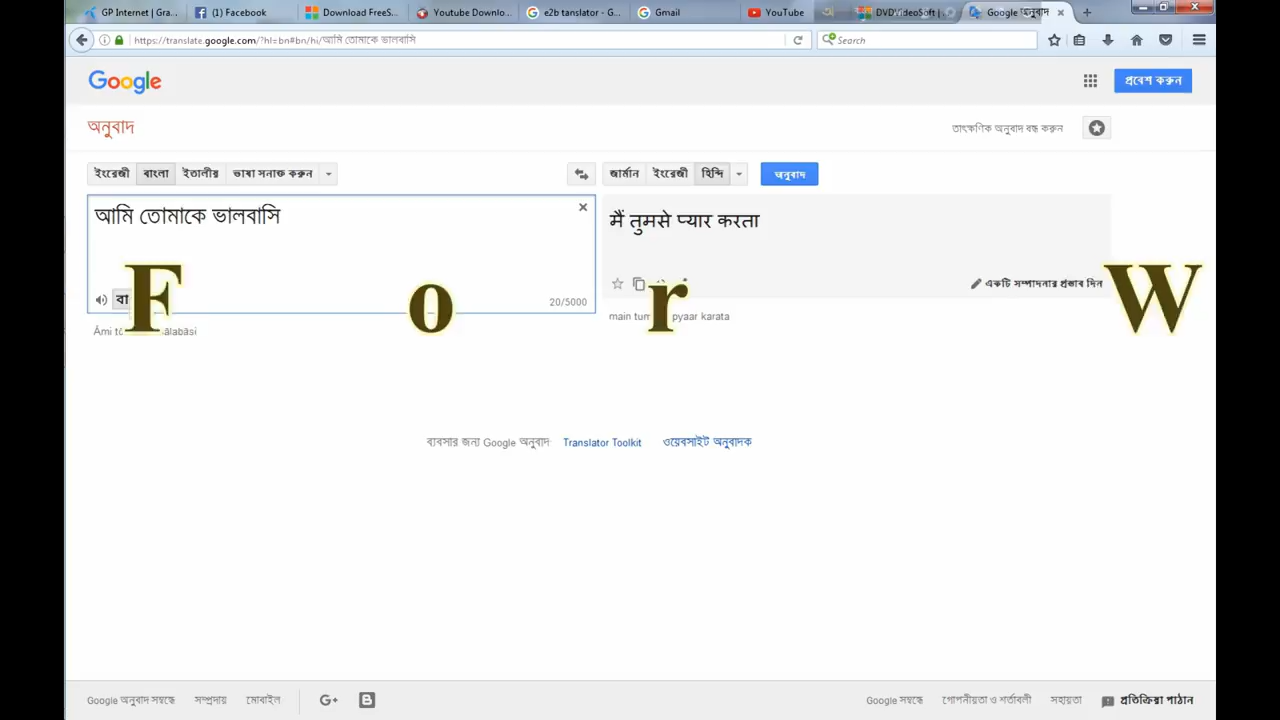 GP Internet | Gra...
(1) Facebook
Download FreeS...
Youtube Downlo...
e2b tanslator - G...
Gmail
YouTube
DVDVideoSoft |
Google অনুবাদ
https://translate.google.com/?hl=bn#bn/hi/আমি তোমাকে ভালবাসি
Search
Google
প্রবেশ করুন
অনুবাদ
তাৎক্ষণিক অনুবাদ বন্ধ করুন
ইংরেজী বাংলা ইতালীয় ভাষা সনাক্ত করুন
জার্মান ইংরেজী হিন্দি অনুবাদ
আমি তোমাকে ভালবাসি
मैं तुमसे प्यार करता
F o r W
একটি সম্পাদনার প্রস্তাব দিন
20/5000
main pyaar karata
Āmi
ব্যবসার জন্য Google অনুবাদ Translator Toolkit ওয়েবসাইট অনুবাদক
Google অনুবাদ সম্বন্ধে সম্প্রদায় মোবাইল G+
Google সম্বন্ধে গোপনীয়তা ও শর্তাবলী সহায়তা প্রতিক্রিয়া পাঠান